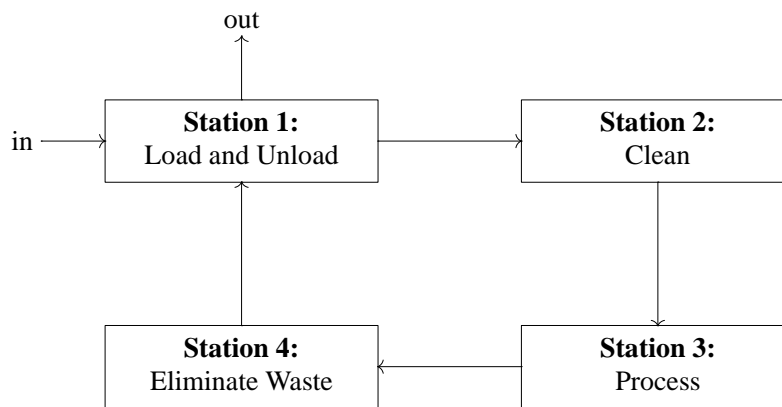 out
in
Station 1:
Load and Unload
Station 2:
Clean
Station 4:
Eliminate Waste
Station 3:
Process